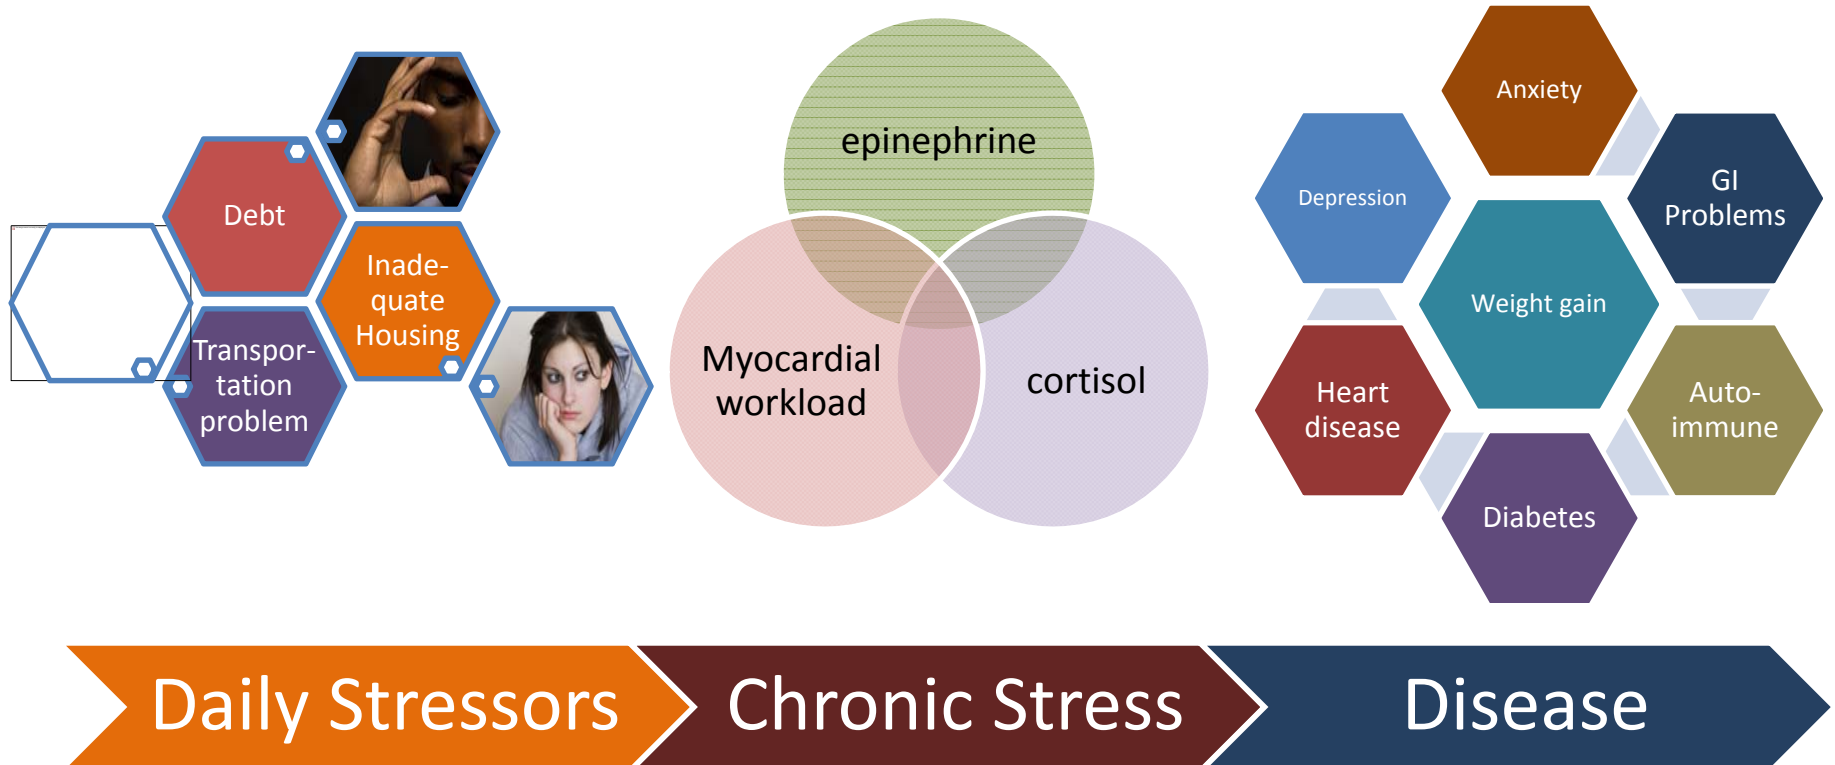 Debt
Inade-
quate
Housing
Transpor-
tation
problem
epinephrine
Myocardial
workload
cortisol
Anxiety
Depression
GI
Problems
Weight gain
Heart
disease
Auto-
immune
Diabetes
Daily Stressors
Chronic Stress
Disease